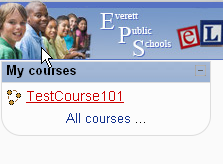 Everett
Public
Schools
eL
My courses
TestCourse101
All courses ...